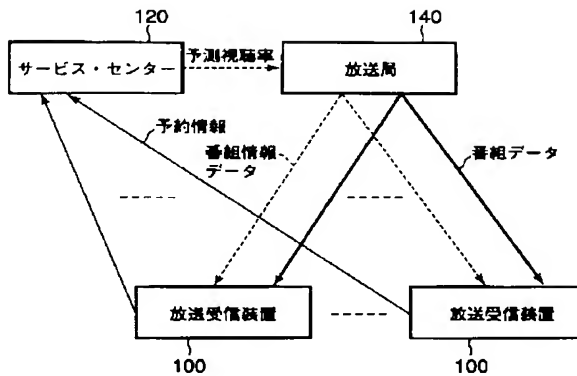 120
140
サービス・センター
予測視聴率
放送局
予約情報
番組情報
データ
番組データ
放送受信装置
放送受信装置
100
100